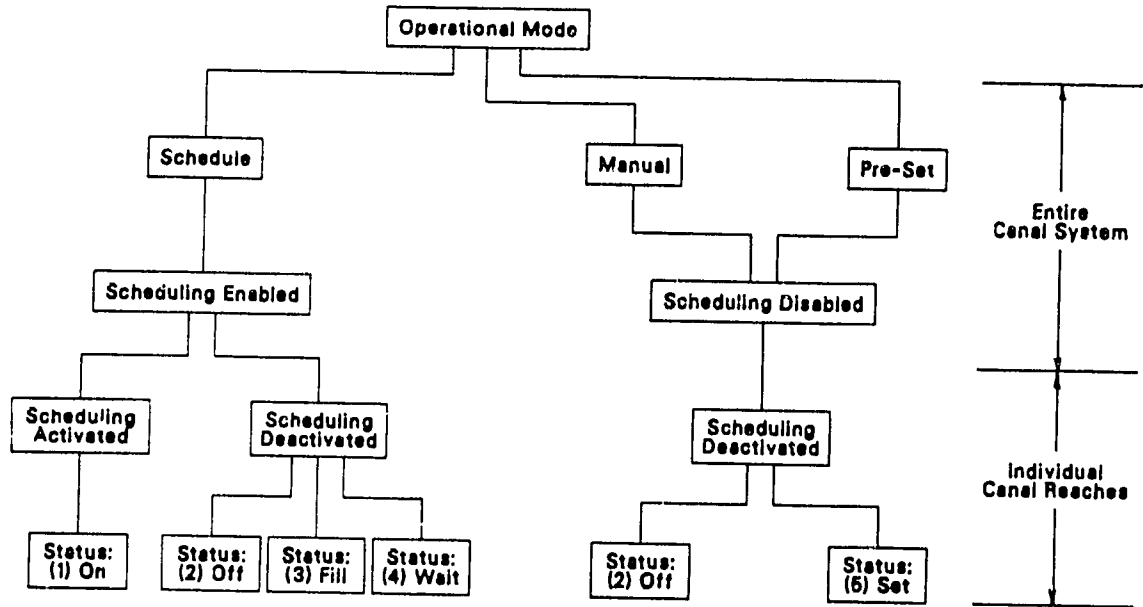 Operational Mode
Schedule
Manual
Pre-Set
Entire
Canal System
Scheduling Enabled
Scheduling Disabled
Scheduling
Activated
Scheduling
Deactivated
Scheduling
Deactivated
Individual
Canal Reaches
Status:
(1) On
Status:
(2) Off
Status:
(3) Fill
Status:
(4) Wait
Status:
(2) Off
Status:
(5) Set